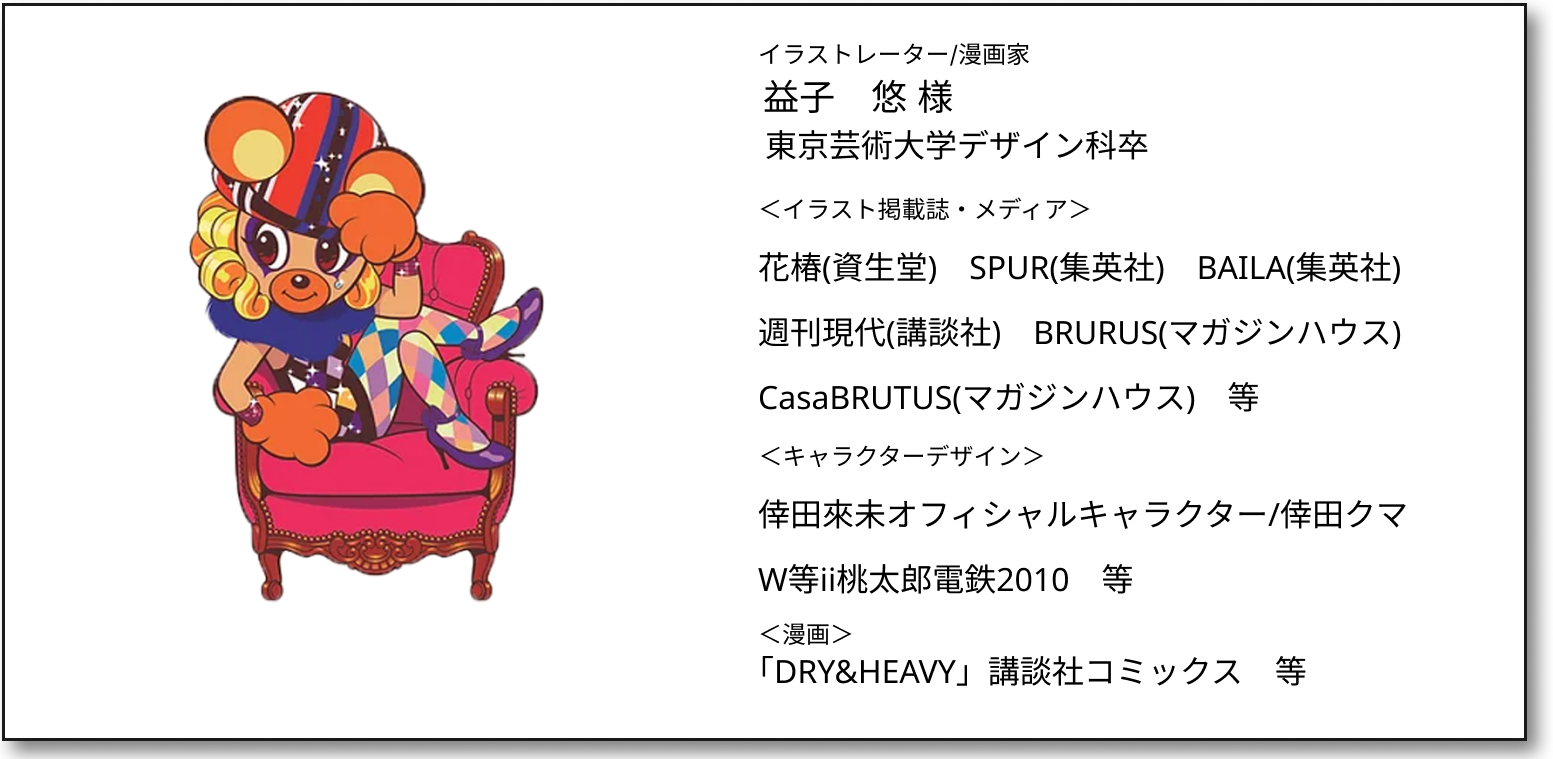 イラストレーター/漫画家
益子　悠 様
東京芸術大学デザイン科卒
＜イラスト掲載誌・メディア＞
花椿(資生堂)　SPUR(集英社)　BAILA(集英社)
週刊現代(講談社)　BRURUS(マガジンハウス)
CasaBRUTUS(マガジンハウス)　等
＜キャラクターデザイン＞
倖田來未オフィシャルキャラクター/倖田クマ
W等ii桃太郎電鉄2010　等
＜漫画＞
「DRY&HEAVY」講談社コミックス　等